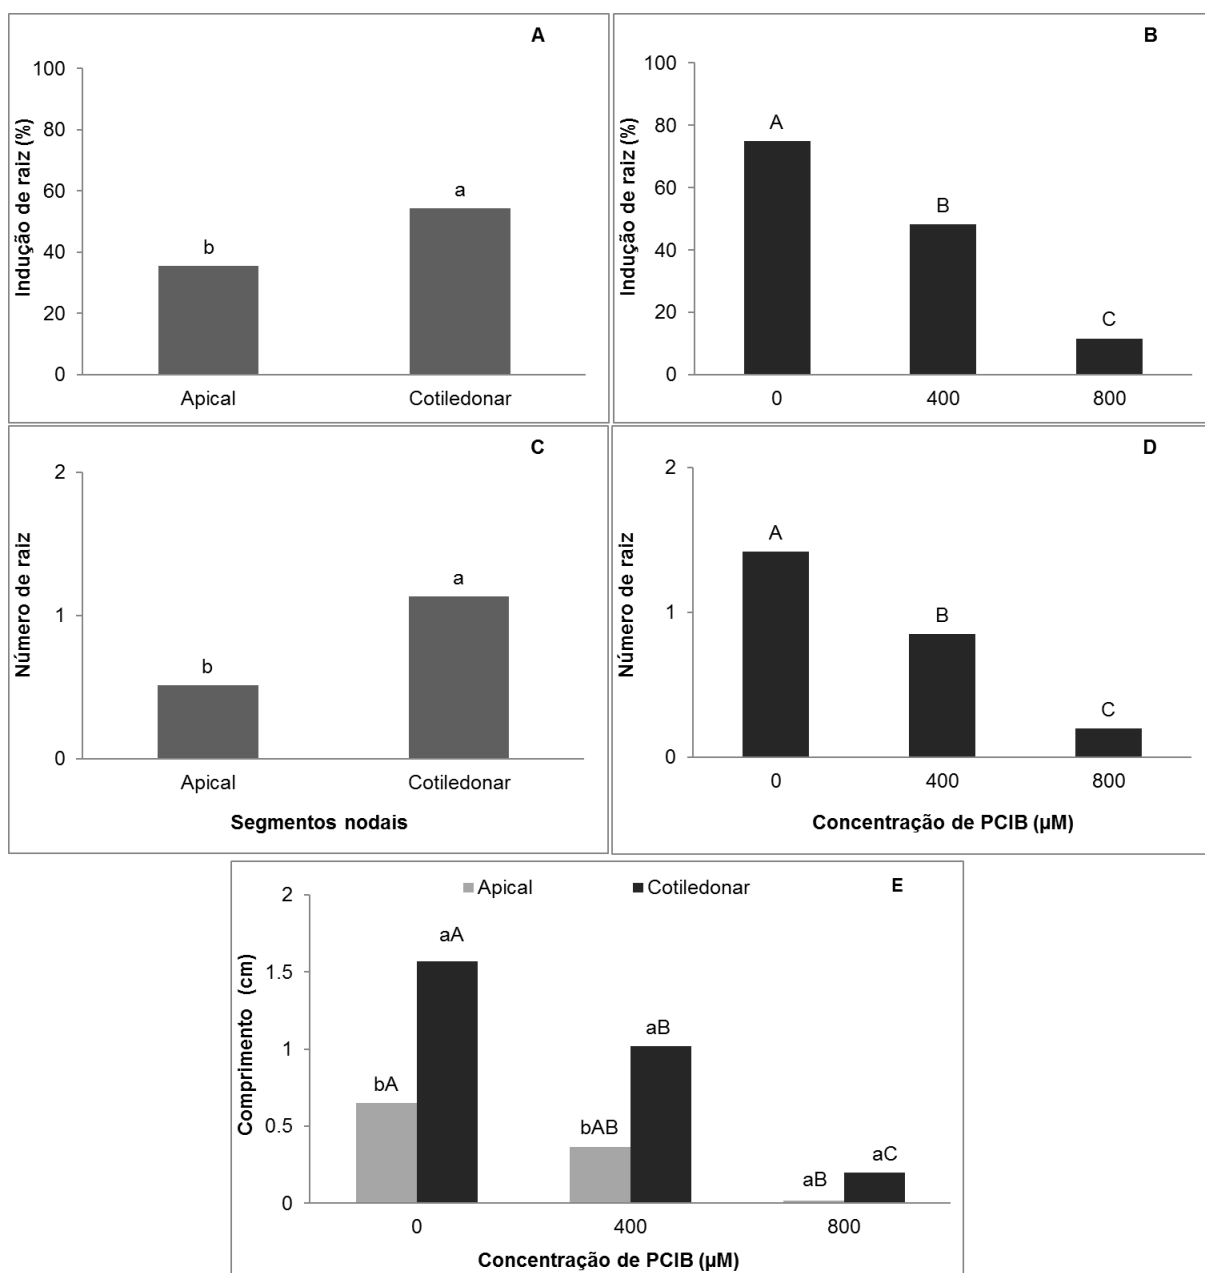 A
Indução de raiz (%)
100
80
60
40
20
0
b
a
Apical
Cotiledonar
B
Indução de raiz (%)
100
80
60
40
20
0
A
B
C
0
400
800
C
Número de raiz
2
1
0
b
a
Apical
Cotiledonar
Segmentos nodais
D
Número de raiz
2
1
0
A
B
C
0
400
800
Concentração de PCIB (µM)
E
Apical
Cotiledonar
Comprimento (cm)
2
1.5
1
0.5
0
bA
aA
bAB
aB
aB
aC
0
400
800
Concentração de PCIB (µM)